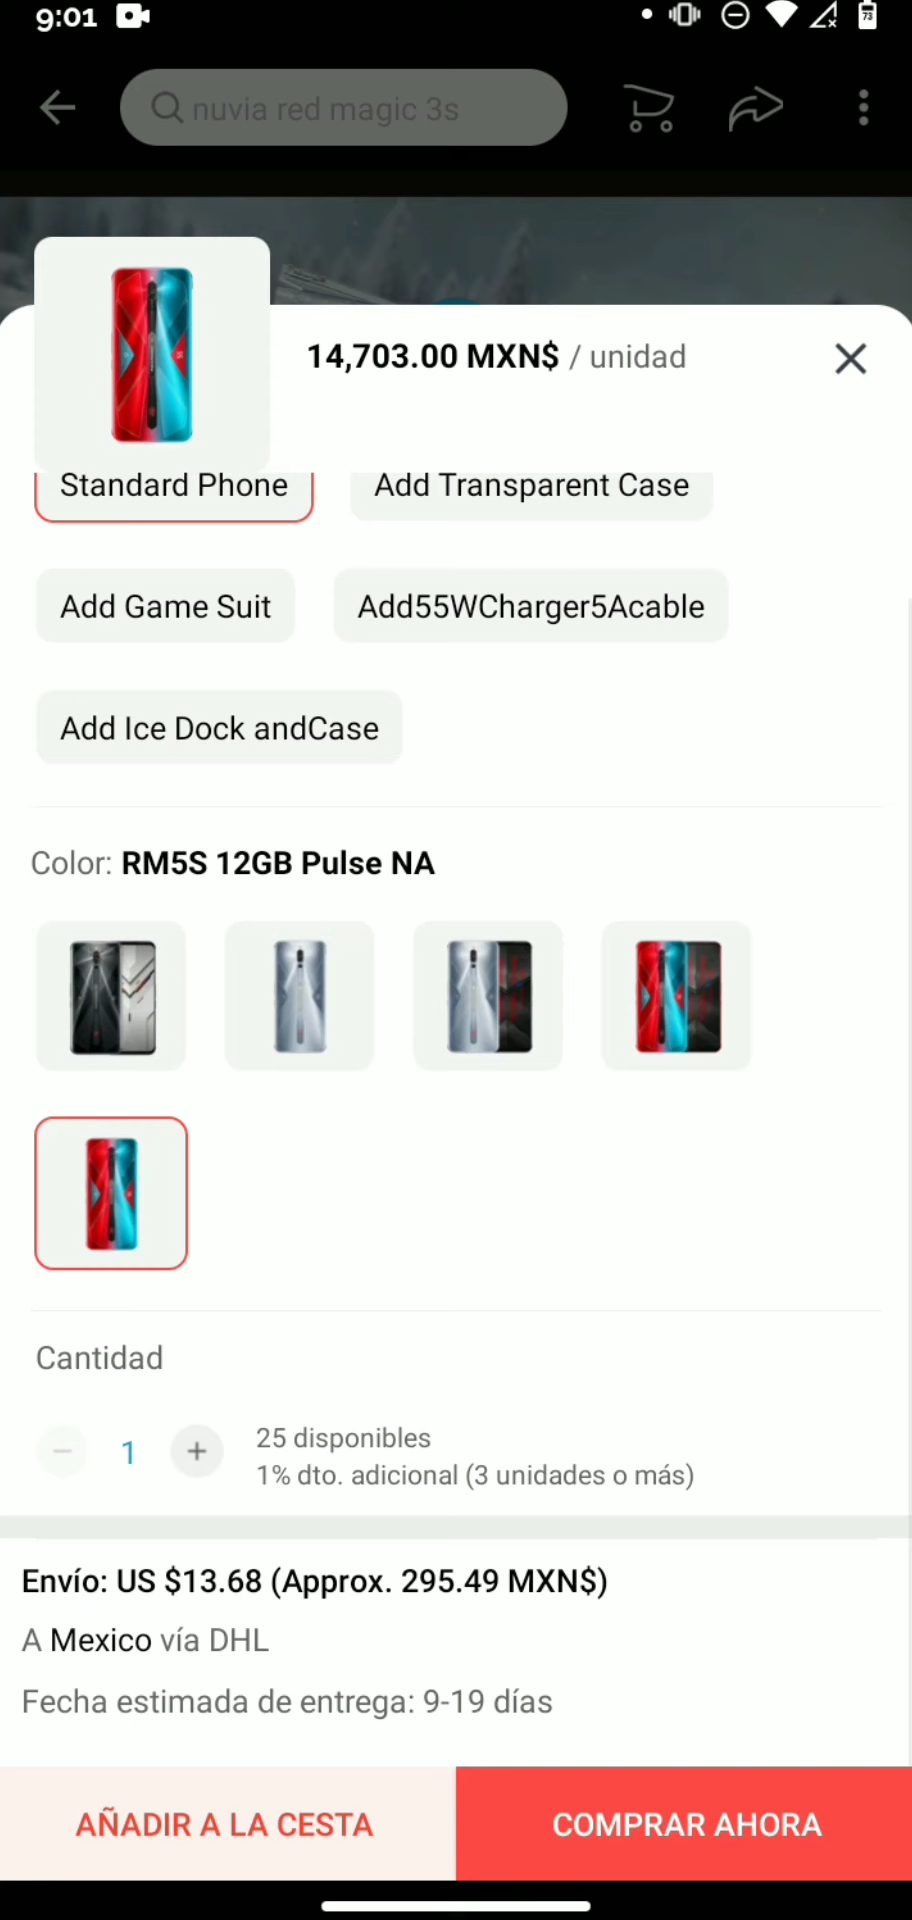 9:01
73
nuvia red magic 3s
14,703.00 MXN$ / unidad
Standard Phone
Add Transparent Case
Add Game Suit
Add55WCharger5Acable
Add Ice Dock andCase
Color: RM5S 12GB Pulse NA
Cantidad
1
25 disponibles
1% dto. adicional (3 unidades o más)
Envío: US $13.68 (Approx. 295.49 MXN$)
A Mexico vía DHL
Fecha estimada de entrega: 9-19 días
AÑADIR A LA CESTA
COMPRAR AHORA